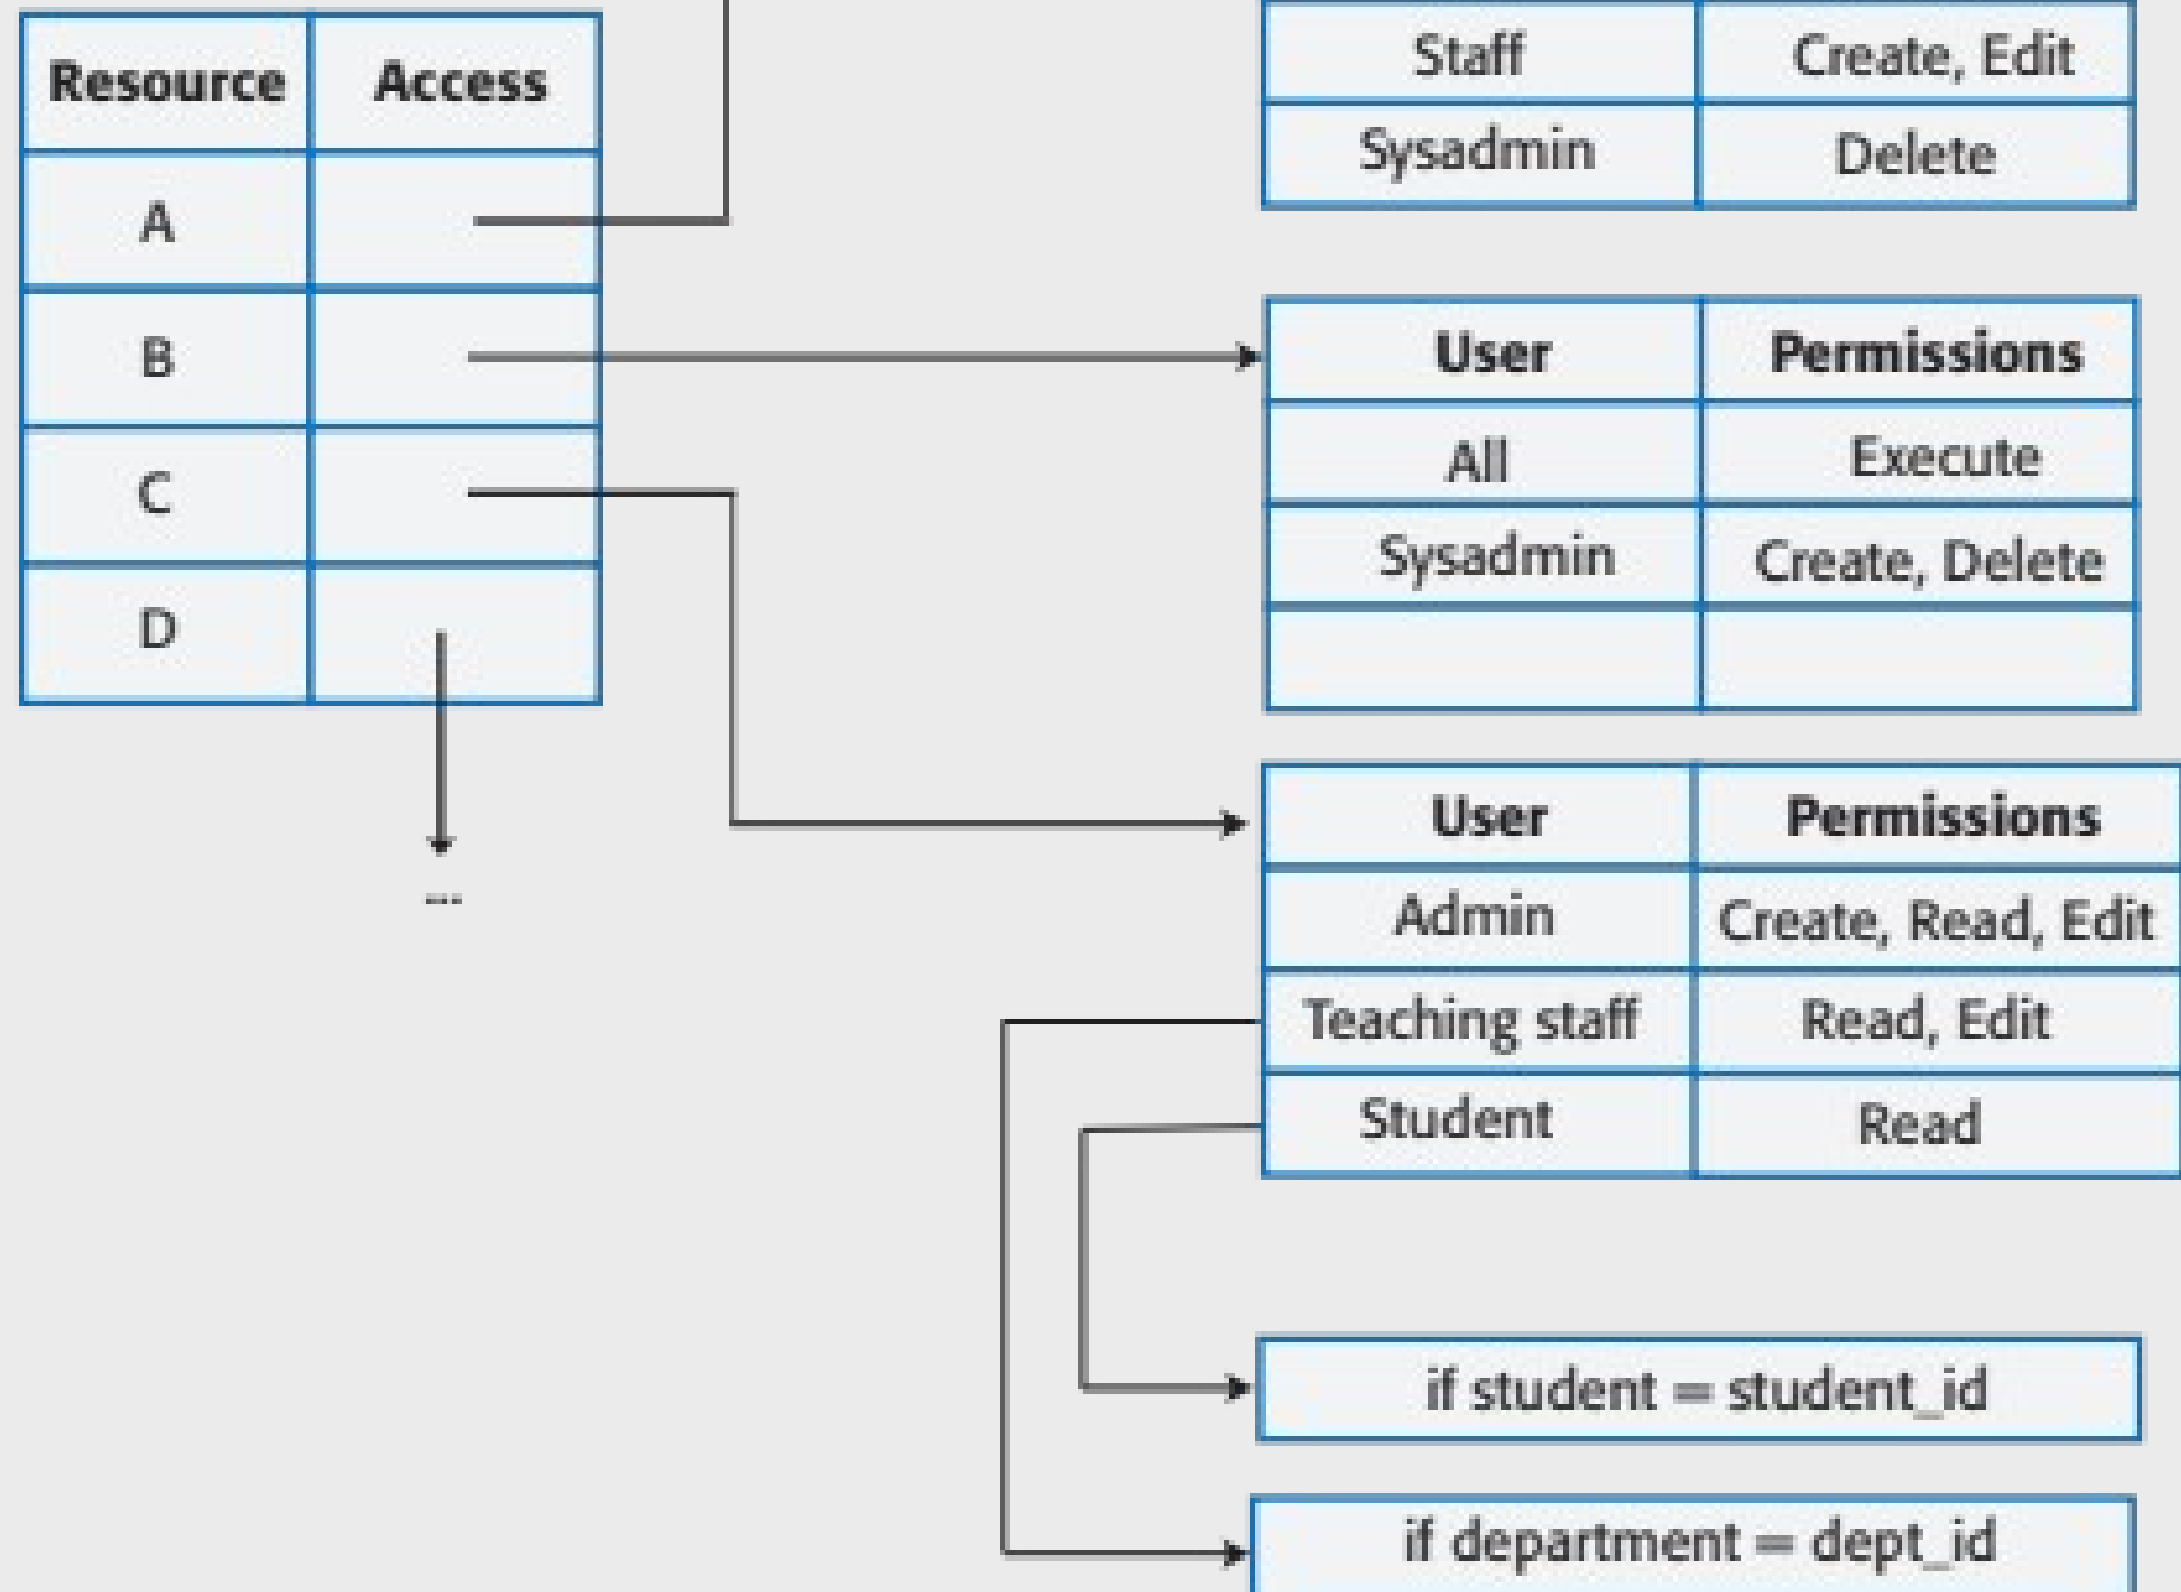 Resource Access
A
B
C
D
...
Staff Create, Edit
Sysadmin Delete
User Permissions
All Execute
Sysadmin Create, Delete
User Permissions
Admin Create, Read, Edit
Teaching staff Read, Edit
Student Read
if student = student_id
if department = dept_id